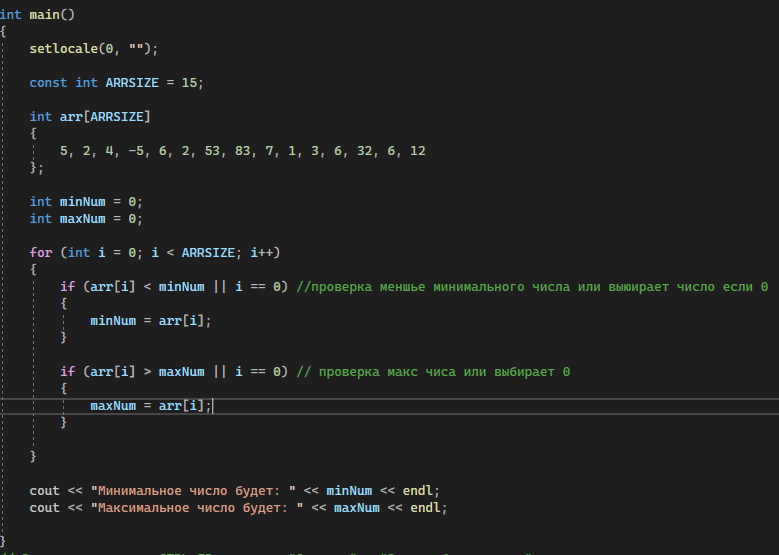 int main()
{
setlocale(0, "");
const int ARRSIZE = 15;
int arr[ARRSIZE]
{
5, 2, 4, -5, 6, 2, 53, 83, 7, 1, 3, 6, 32, 6, 12
};
int minNum = 0;
int maxNum = 0;
for (int i = 0; i < ARRSIZE; i++)
{
if (arr[i] < minNum || i == 0) //проверка меншье минимального числа или выюирает число если 0
{
minNum = arr[i];
}
if (arr[i] > maxNum || i == 0) // проверка макс чиса или выбирает 0
{
maxNum = arr[i];
}
}
cout << "Минимальное число будет: " << minNum << endl;
cout << "Максимальное число будет: " << maxNum << endl;
}